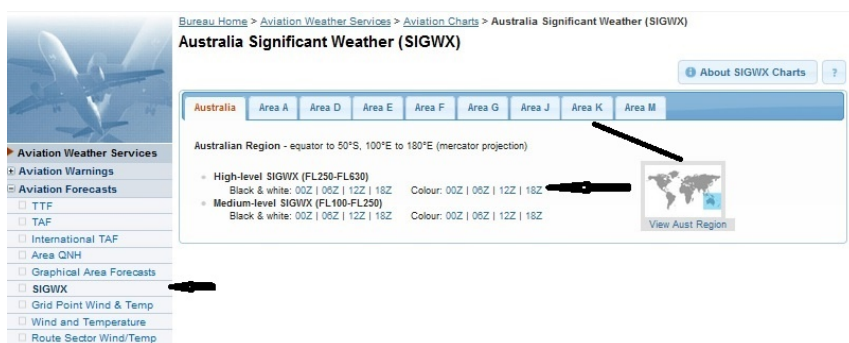 Bureau Home > Aviation Weather Services > Aviation Charts > Australia Significant Weather (SIGWX)
Australia Significant Weather (SIGWX)
About SIGWX Charts ?
Australia Area A Area D Area E Area F Area G Area J Area K Area M
Australian Region - equator to 50°S, 100°E to 180°E (mercator projection)
High-level SIGWX (FL250-FL630)
Black & white: 00Z | 06Z | 12Z | 18Z Colour: 00Z | 06Z | 12Z | 18Z
Medium-level SIGWX (FL100-FL250)
Black & white: 00Z | 06Z | 12Z | 18Z Colour: 00Z | 06Z | 12Z | 18Z
View Aust Region
Aviation Weather Services
Aviation Warnings
Aviation Forecasts
TTF
TAF
International TAF
Area QNH
Graphical Area Forecasts
SIGWX
Grid Point Wind & Temp
Wind and Temperature
Route Sector Wind/Temp